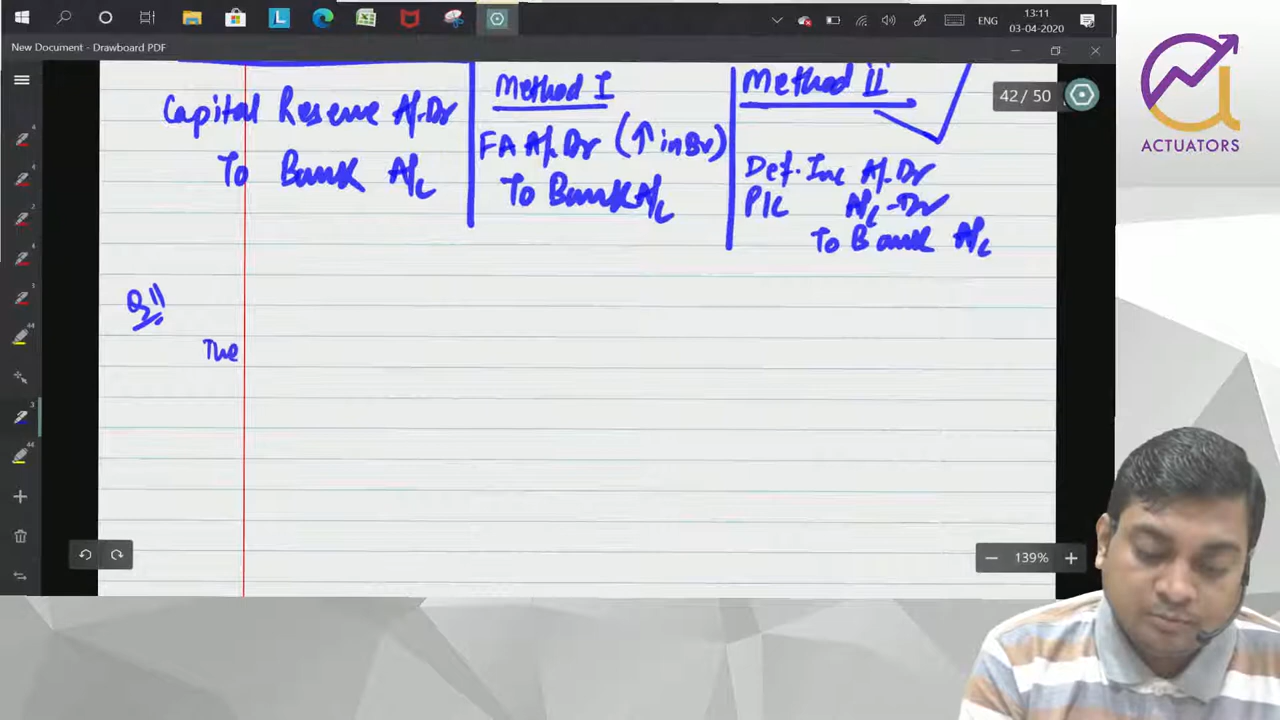 13:11
ENG
03-04-2020
New Document - Drawboard PDF
42 / 50
ACTUATORS
Capital Reserve A/c. Dr
To Bank A/c
Method I
FA A/c. Dr (↑ in BV)
To Bank A/c
Method II
Def. Inc A/c. Dr
P/L A/c - Dr
To Bank A/c
Q 11
The
139%